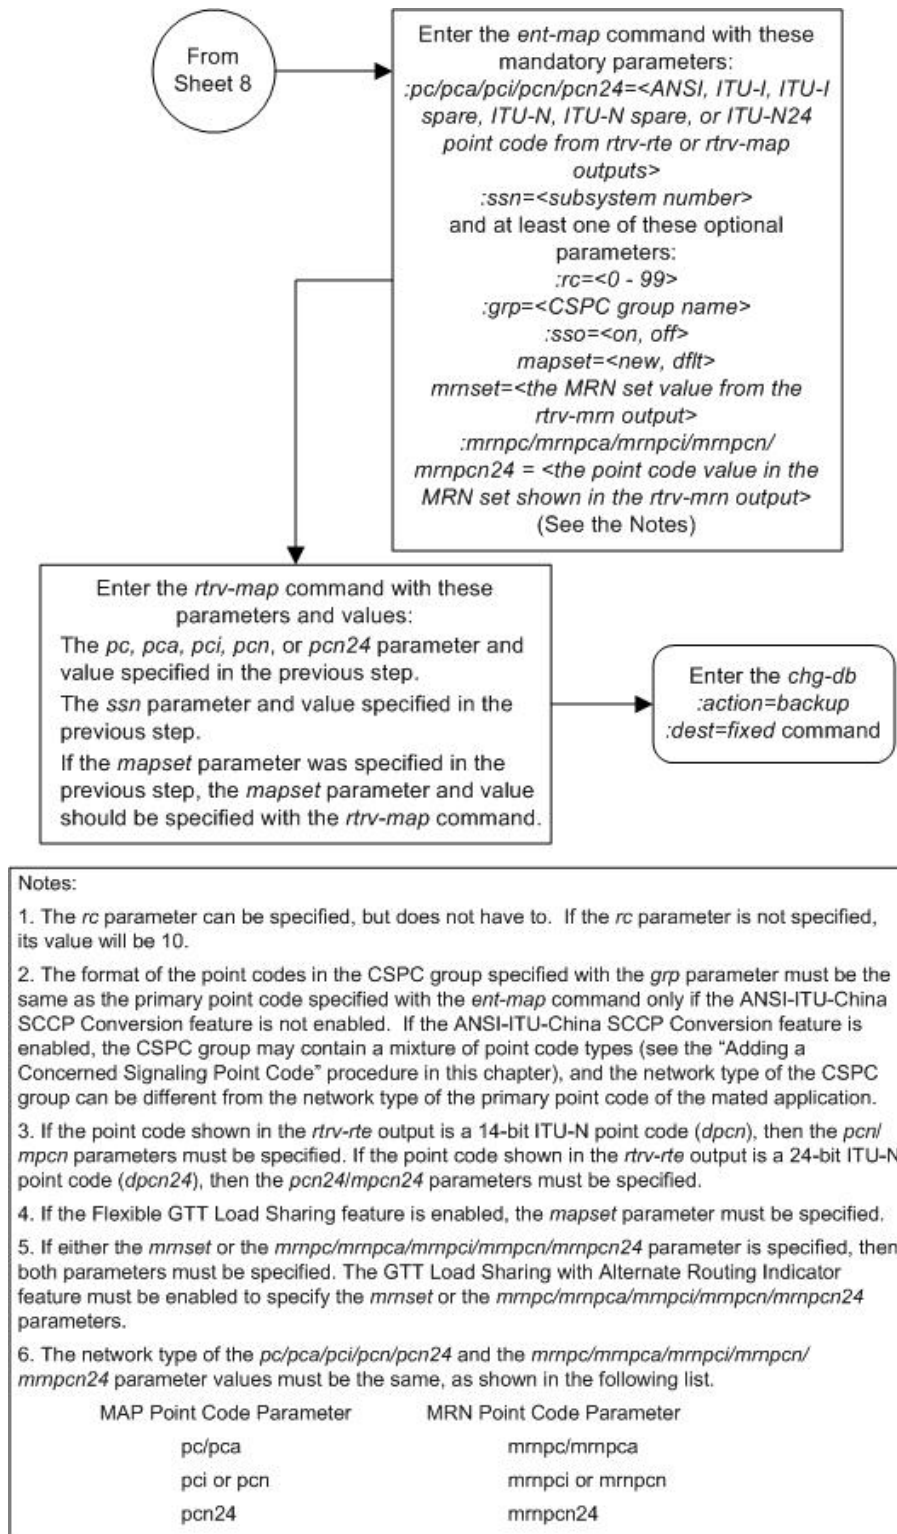 From
Sheet 8
Enter the ent-map command with these
mandatory parameters:
:pc/pca/pci/pcn/pcn24=<ANSI, ITU-I, ITU-I
spare, ITU-N, ITU-N spare, or ITU-N24
point code from rtrv-rte or rtrv-map
outputs>
:ssn=<subsystem number>
and at least one of these optional
parameters:
:rc=<0 - 99>
:grp=<CSPC group name>
:sso=<on, off>
mapset=<new, dflt>
mrnset=<the MRN set value from the
rtrv-mrn output>
:mrnpc/mrnpca/mrnpci/mrnpcn/
mrnpcn24 = <the point code value in the
MRN set shown in the rtrv-mrn output>
(See the Notes)
Enter the rtrv-map command with these
parameters and values:
The pc, pca, pci, pcn, or pcn24 parameter and
value specified in the previous step.
The ssn parameter and value specified in the
previous step.
If the mapset parameter was specified in the
previous step, the mapset parameter and value
should be specified with the rtrv-map command.
Enter the chg-db
:action=backup
:dest=fixed command
Notes:
1. The rc parameter can be specified, but does not have to. If the rc parameter is not specified,
its value will be 10.
2. The format of the point codes in the CSPC group specified with the grp parameter must be the
same as the primary point code specified with the ent-map command only if the ANSI-ITU-China
SCCP Conversion feature is not enabled. If the ANSI-ITU-China SCCP Conversion feature is
enabled, the CSPC group may contain a mixture of point code types (see the “Adding a
Concerned Signaling Point Code” procedure in this chapter), and the network type of the CSPC
group can be different from the network type of the primary point code of the mated application.
3. If the point code shown in the rtrv-rte output is a 14-bit ITU-N point code (dpcn), then the pcn/
mpcn parameters must be specified. If the point code shown in the rtrv-rte output is a 24-bit ITU-N
point code (dpcn24), then the pcn24/mpcn24 parameters must be specified.
4. If the Flexible GTT Load Sharing feature is enabled, the mapset parameter must be specified.
5. If either the mrnset or the mrnpc/mrnpca/mrnpci/mrnpcn/mrnpcn24 parameter is specified, then
both parameters must be specified. The GTT Load Sharing with Alternate Routing Indicator
feature must be enabled to specify the mrnset or the mrnpc/mrnpca/mrnpci/mrnpcn/mrnpcn24
parameters.
6. The network type of the pc/pca/pci/pcn/pcn24 and the mrnpc/mrnpca/mrnpci/mrnpcn/
mrnpcn24 parameter values must be the same, as shown in the following list.
MAP Point Code Parameter MRN Point Code Parameter
pc/pca mrnpc/mrnpca
pci or pcn mrnpci or mrnpcn
pcn24 mrnpcn24